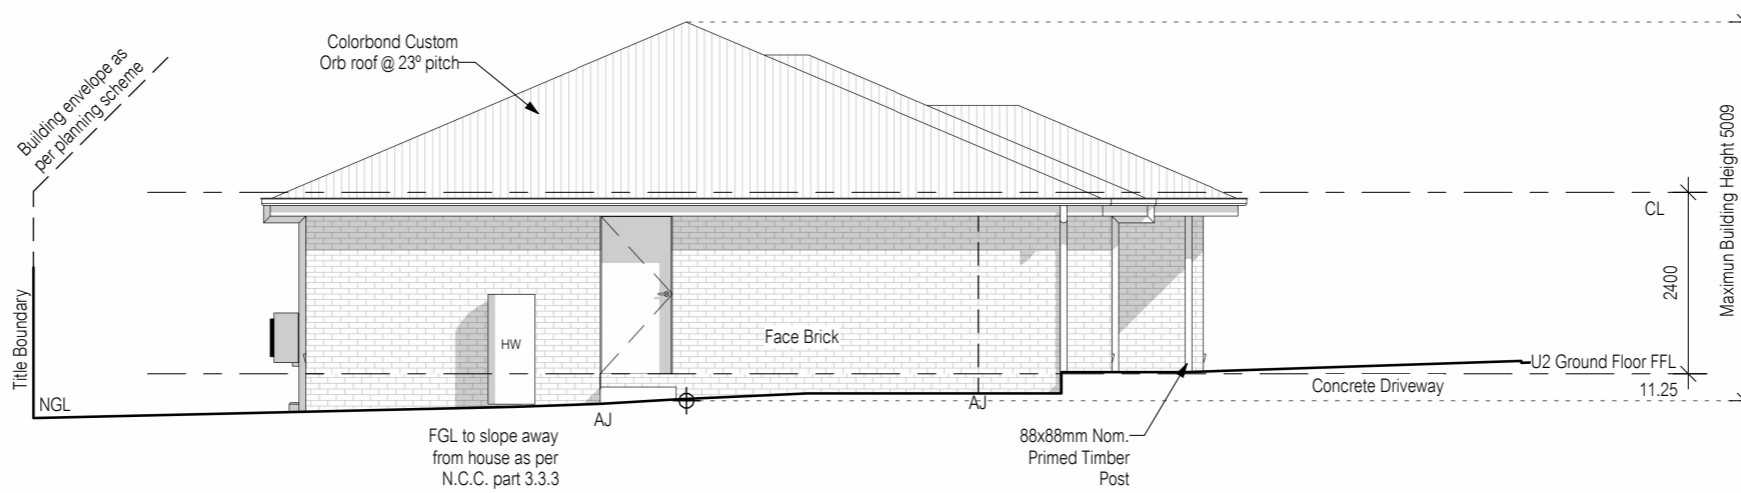 Colorbond Custom
Orb roof @ 23º pitch
Building envelope as
per planning scheme
Title Boundary
NGL
HW
Face Brick
AJ
AJ
FGL to slope away
from house as per
N.C.C. part 3.3.3
88x88mm Nom.
Primed Timber
Post
Concrete Driveway
U2 Ground Floor FFL
11.25
CL
2400
Maximun Building Height 5009